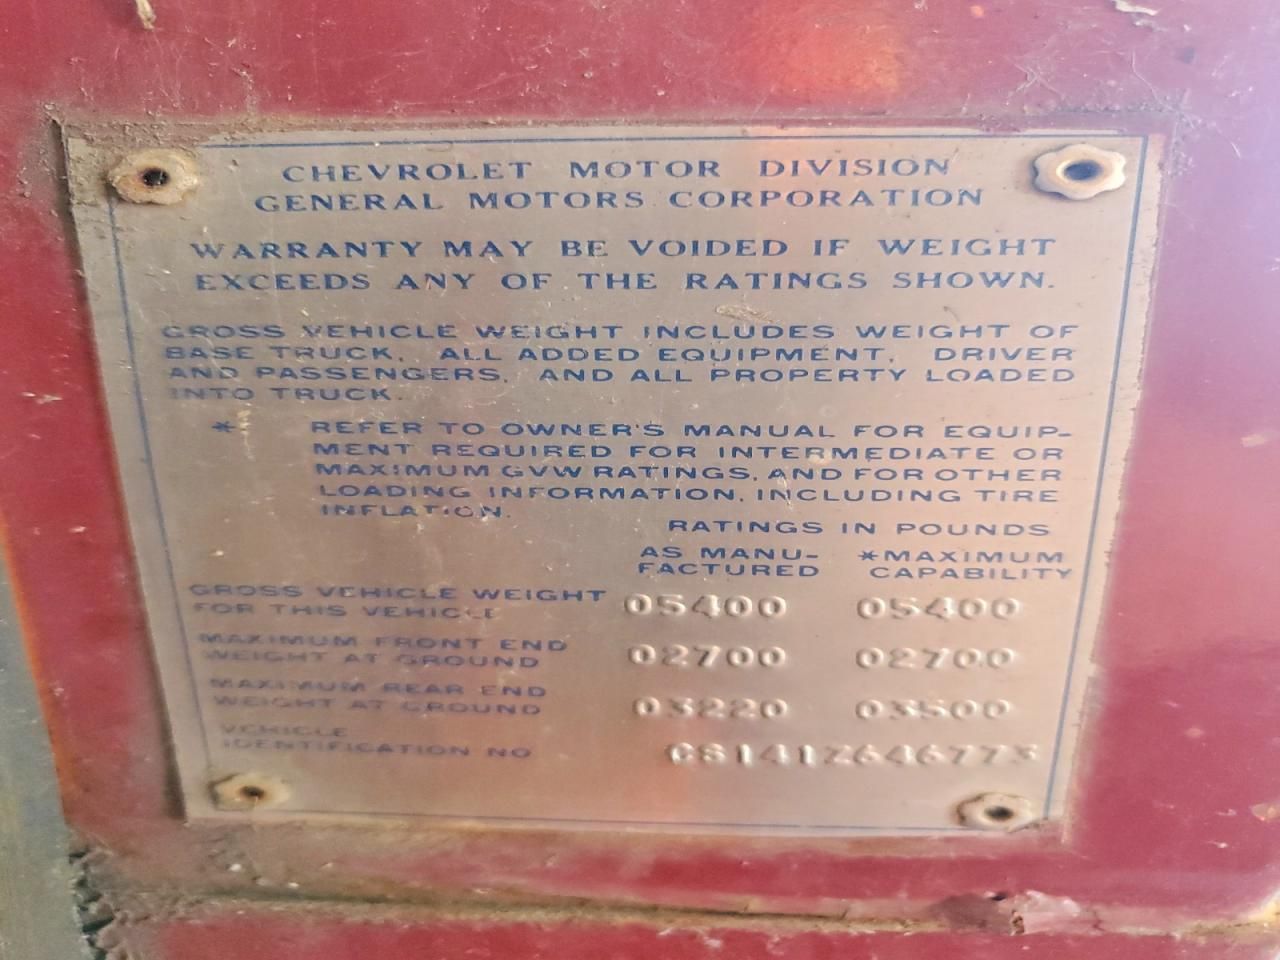 CHEVROLET MOTOR DIVISION
GENERAL MOTORS CORPORATION
WARRANTY MAY BE VOIDED IF WEIGHT
EXCEEDS ANY OF THE RATINGS SHOWN.
GROSS VEHICLE WEIGHT INCLUDES WEIGHT OF
BASE TRUCK, ALL ADDED EQUIPMENT, DRIVER
AND PASSENGERS, AND ALL PROPERTY LOADED
INTO TRUCK.
* REFER TO OWNER'S MANUAL FOR EQUIP-
MENT REQUIRED FOR INTERMEDIATE OR
MAXIMUM GVW RATINGS, AND FOR OTHER
LOADING INFORMATION, INCLUDING TIRE
INFLATION.
RATINGS IN POUNDS
AS MANU- *MAXIMUM
FACTURED CAPABILITY
GROSS VEHICLE WEIGHT
FOR THIS VEHICLE 05400 05400
MAXIMUM FRONT END
WEIGHT AT GROUND 02700 02700
MAXIMUM REAR END
WEIGHT AT GROUND 03220 03500
VEHICLE
IDENTIFICATION NO CS141Z646773